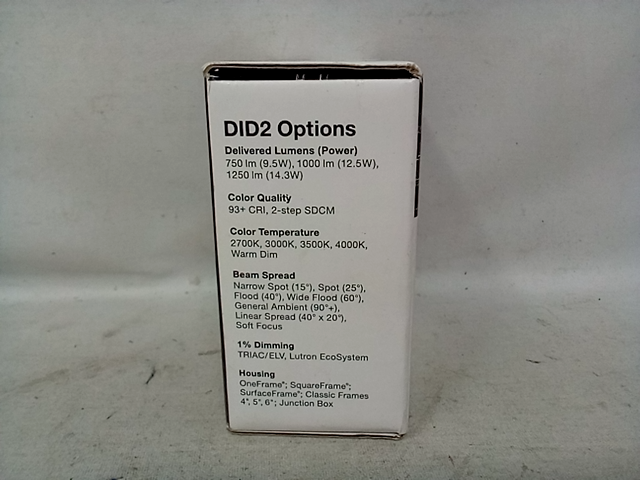 DID2 Options
Delivered Lumens (Power)
750 lm (9.5W), 1000 lm (12.5W),
1250 lm (14.3W)
Color Quality
93+ CRI, 2-step SDCM
Color Temperature
2700K, 3000K, 3500K, 4000K,
Warm Dim
Beam Spread
Narrow Spot (15°), Spot (25°),
Flood (40°), Wide Flood (60°),
General Ambient (90°+),
Linear Spread (40° x 20°),
Soft Focus
1% Dimming
TRIAC/ELV, Lutron EcoSystem
Housing
OneFrame®; SquareFrame®;
SurfaceFrame®; Classic Frames
4", 5", 6"; Junction Box